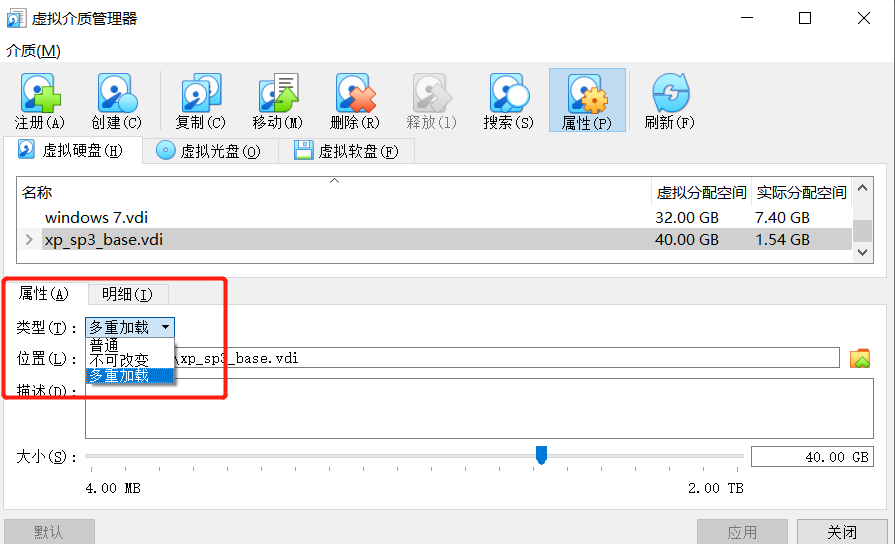 虚拟介质管理器
介质(M)
注册(A) 创建(C) 复制(C) 移动(M) 删除(R) 释放(l) 搜索(S) 属性(P) 刷新(F)
虚拟硬盘(H) 虚拟光盘(O) 虚拟软盘(F)
名称 虚拟分配空间 实际分配空间
windows 7.vdi 32.00 GB 7.40 GB
xp_sp3_base.vdi 40.00 GB 1.54 GB
属性(A) 明细(I)
类型(T): 多重加载
普通
不可改变
位置(L): \xp_sp3_base.vdi
多重加载
描述(D):
大小(S): 40.00 GB
4.00 MB 2.00 TB
默认 应用 关闭